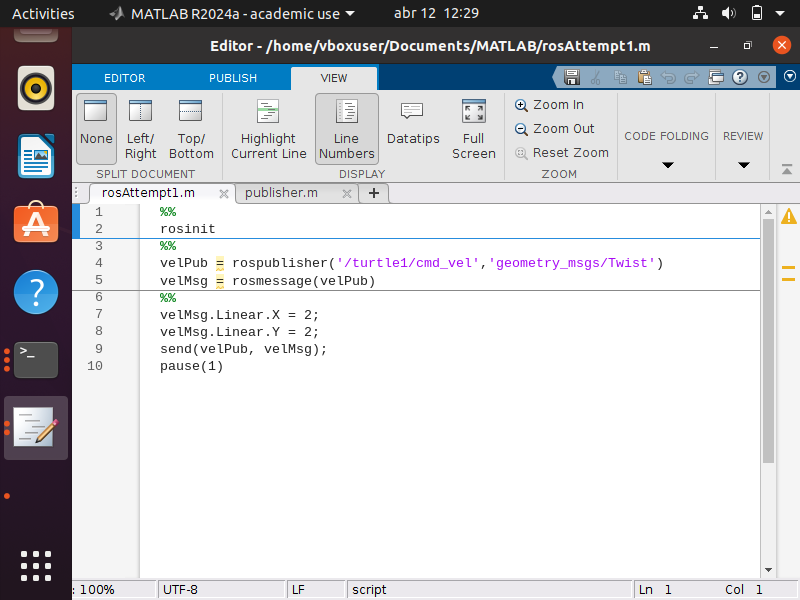 Activities MATLAB R2024a - academic use abr 12 12:29
Editor - /home/vboxuser/Documents/MATLAB/rosAttempt1.m
EDITOR PUBLISH VIEW
None Left/ Right Top/ Bottom Highlight Current Line Line Numbers Datatips Full Screen Zoom In Zoom Out Reset Zoom CODE FOLDING REVIEW
SPLIT DOCUMENT DISPLAY ZOOM
rosAttempt1.m publisher.m
1 %%
2 rosinit
3 %%
4 velPub = rospublisher('/turtle1/cmd_vel','geometry_msgs/Twist')
5 velMsg = rosmessage(velPub)
6 %%
7 velMsg.Linear.X = 2;
8 velMsg.Linear.Y = 2;
9 send(velPub, velMsg);
10 pause(1)
: 100% UTF-8 LF script Ln 1 Col 1